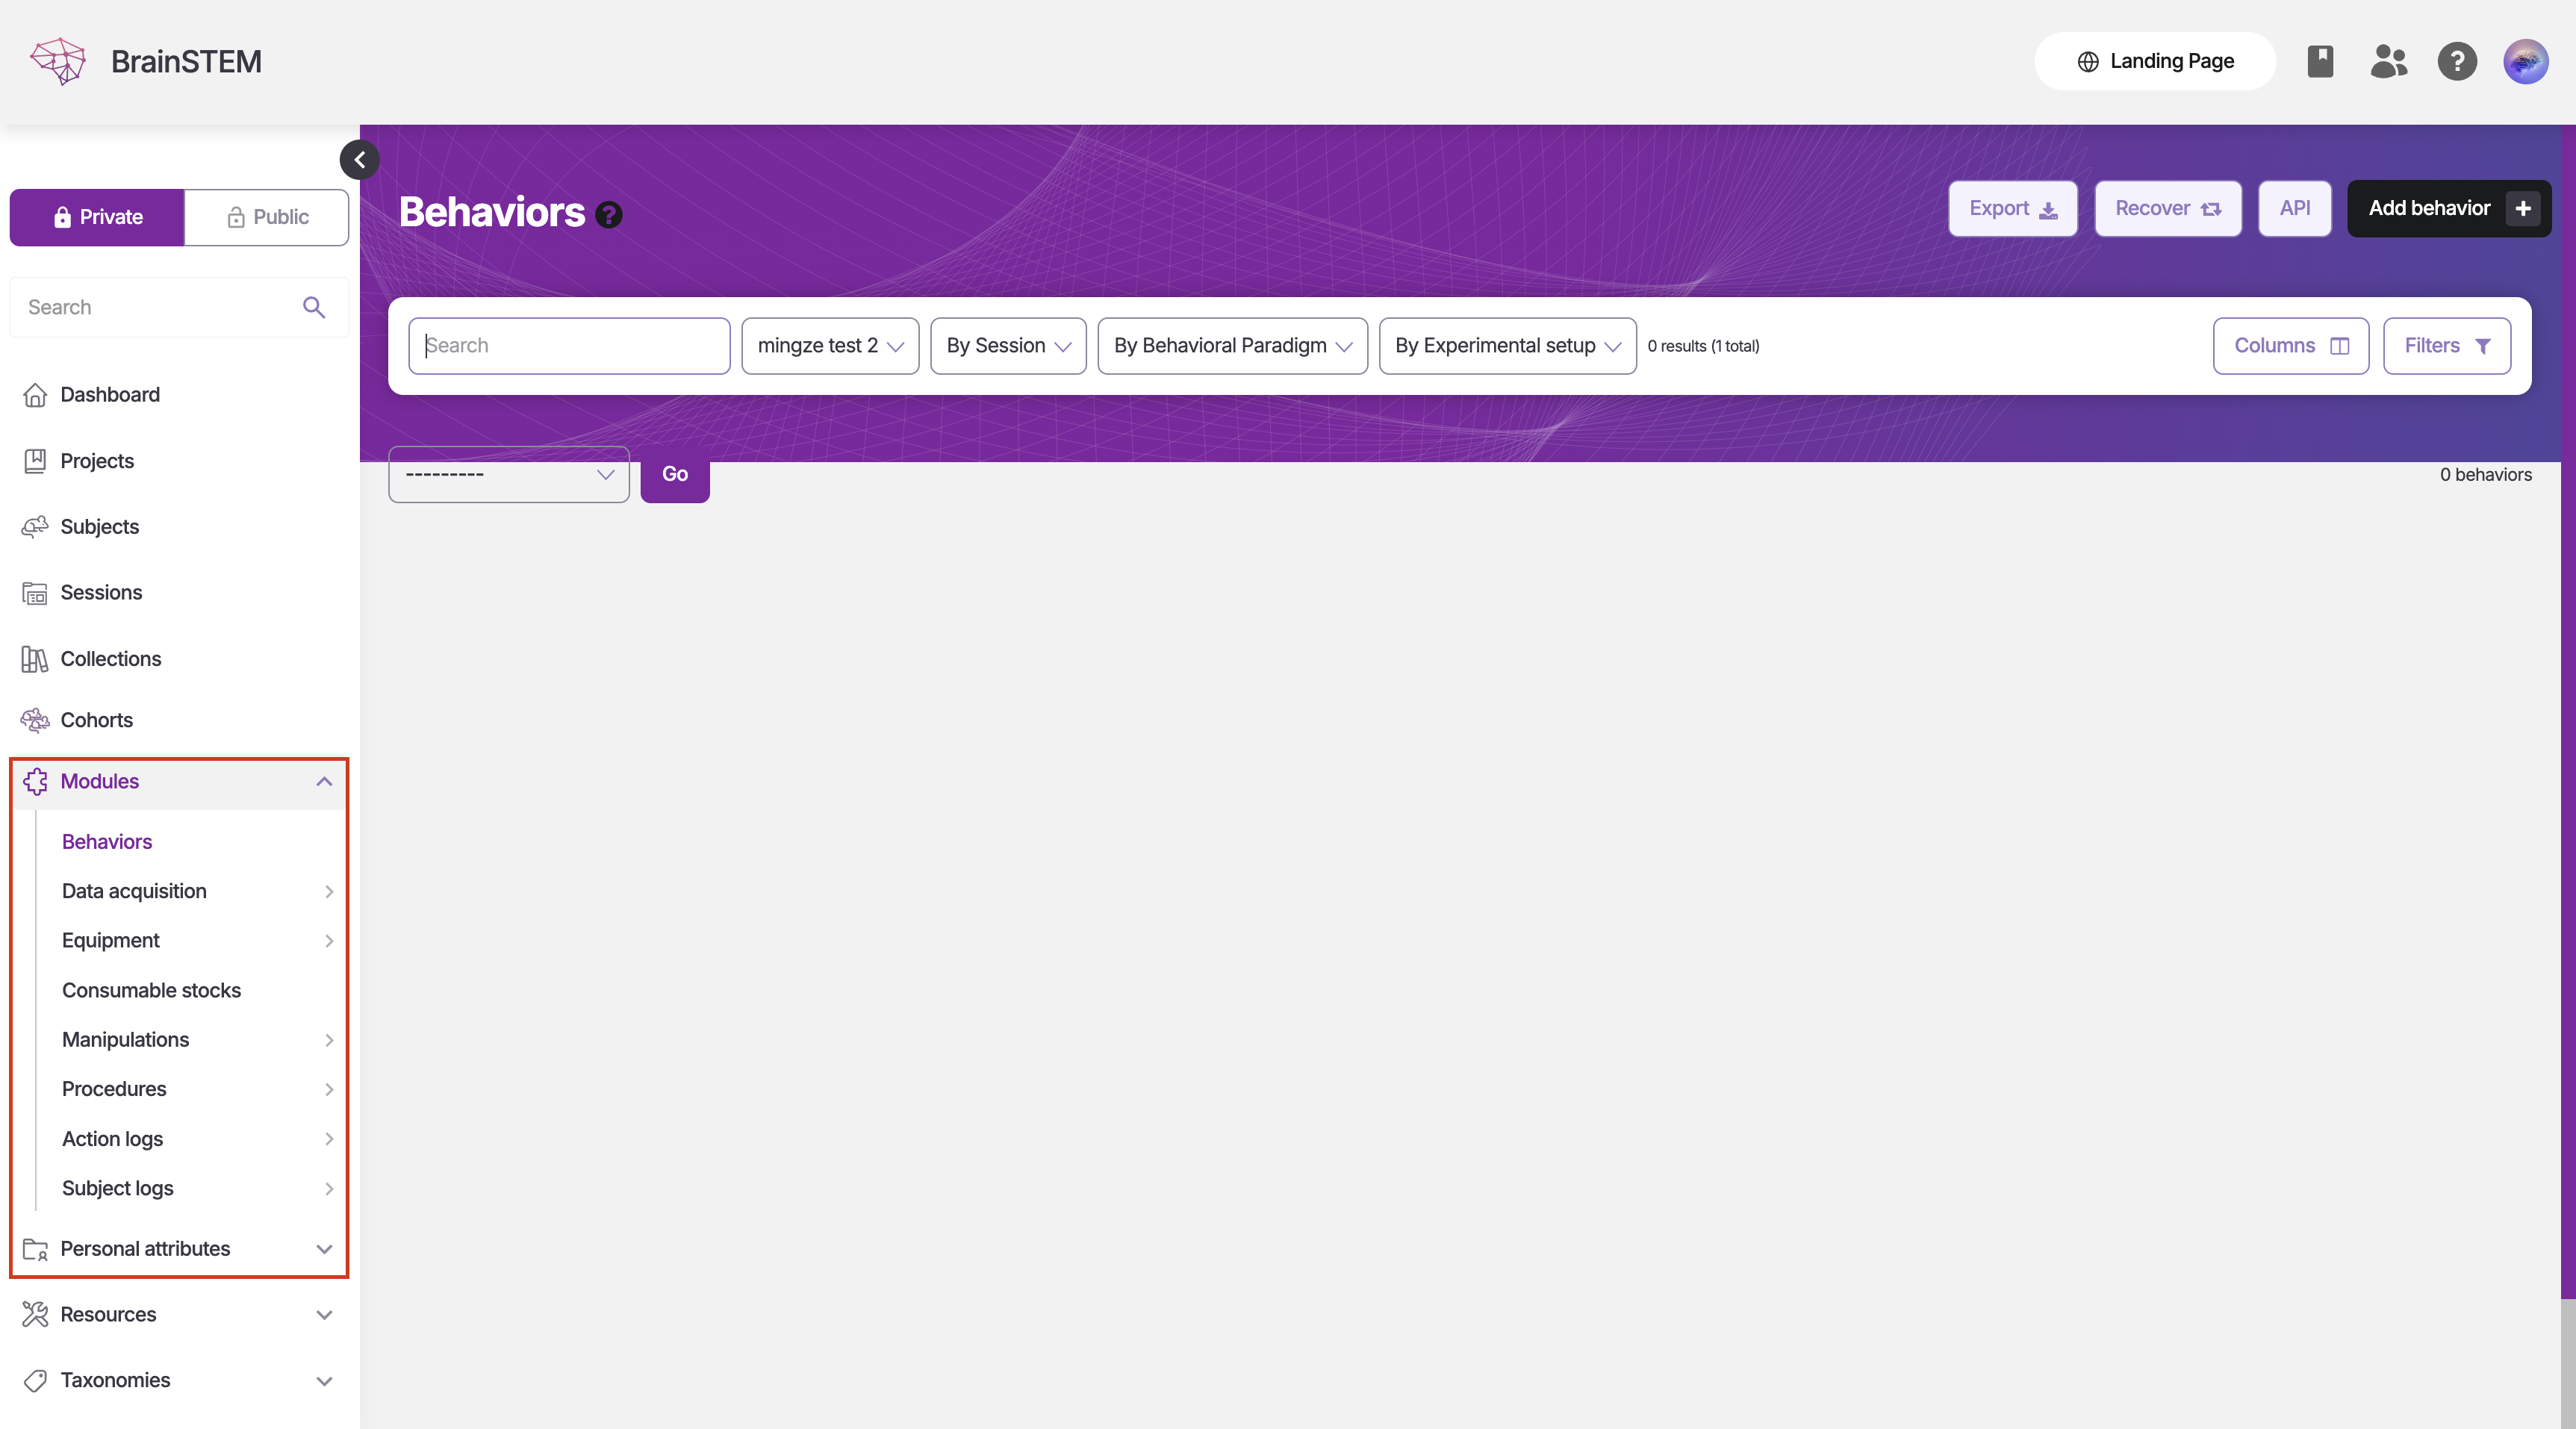 BrainSTEM
Landing Page
Private
Public
Search
Dashboard
Projects
Subjects
Sessions
Collections
Cohorts
Modules
Behaviors
Data acquisition
Equipment
Consumable stocks
Manipulations
Procedures
Action logs
Subject logs
Personal attributes
Resources
Taxonomies
Behaviors ?
Export
Recover
API
Add behavior +
Search
mingze test 2
By Session
By Behavioral Paradigm
By Experimental setup
0 results (1 total)
Columns
Filters
---------
Go
0 behaviors